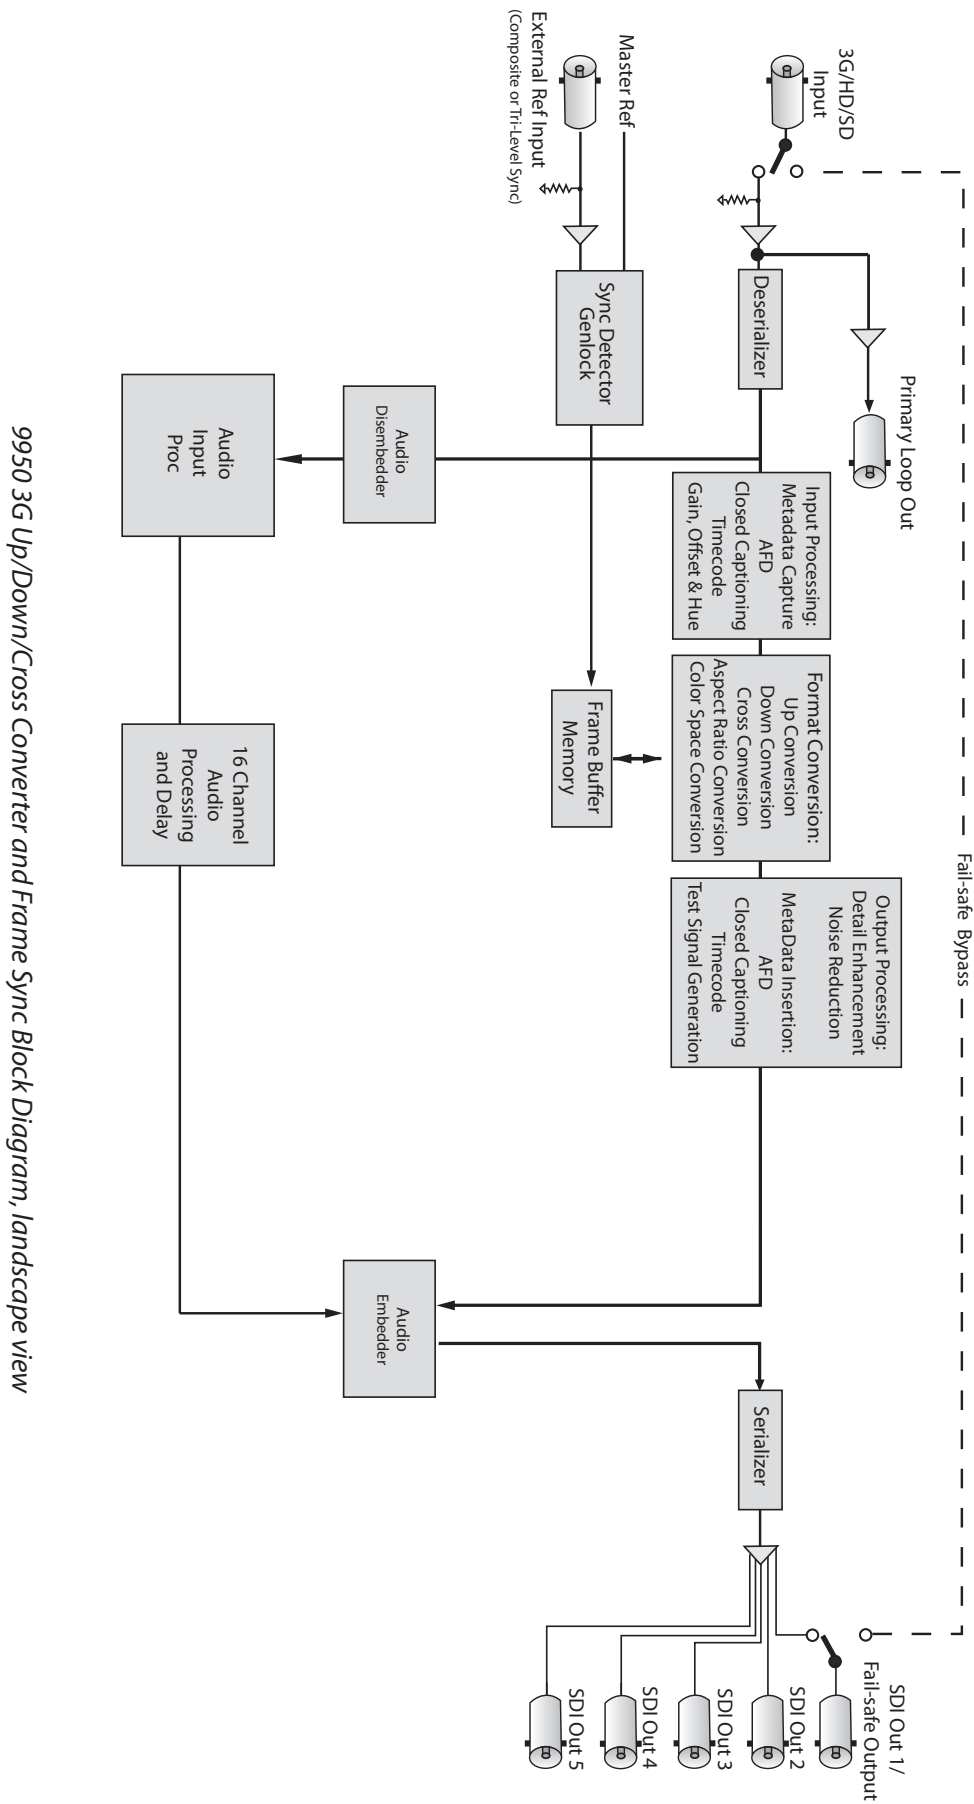 Fail-safe Bypass
3G/HD/SD
Input
Primary Loop Out
Master Ref
External Ref Input
(Composite or Tri-Level Sync)
Deserializer
Sync Detector
Genlock
Input Processing:
Metadata Capture
AFD
Closed Captioning
Timecode
Gain, Offset & Hue
Format Conversion:
Up Conversion
Down Conversion
Cross Conversion
Aspect Ratio Conversion
Color Space Conversion
Output Processing:
Detail Enhancement
Noise Reduction
MetaData Insertion:
AFD
Closed Captioning
Timecode
Test Signal Generation
Frame Buffer
Memory
Audio
Disembedder
Audio
Input
Proc
16 Channel
Audio
Processing
and Delay
Audio
Embedder
Serializer
SDI Out 1/
Fail-safe Output
SDI Out 2
SDI Out 3
SDI Out 4
SDI Out 5
9950 3G Up/Down/Cross Converter and Frame Sync Block Diagram, landscape view